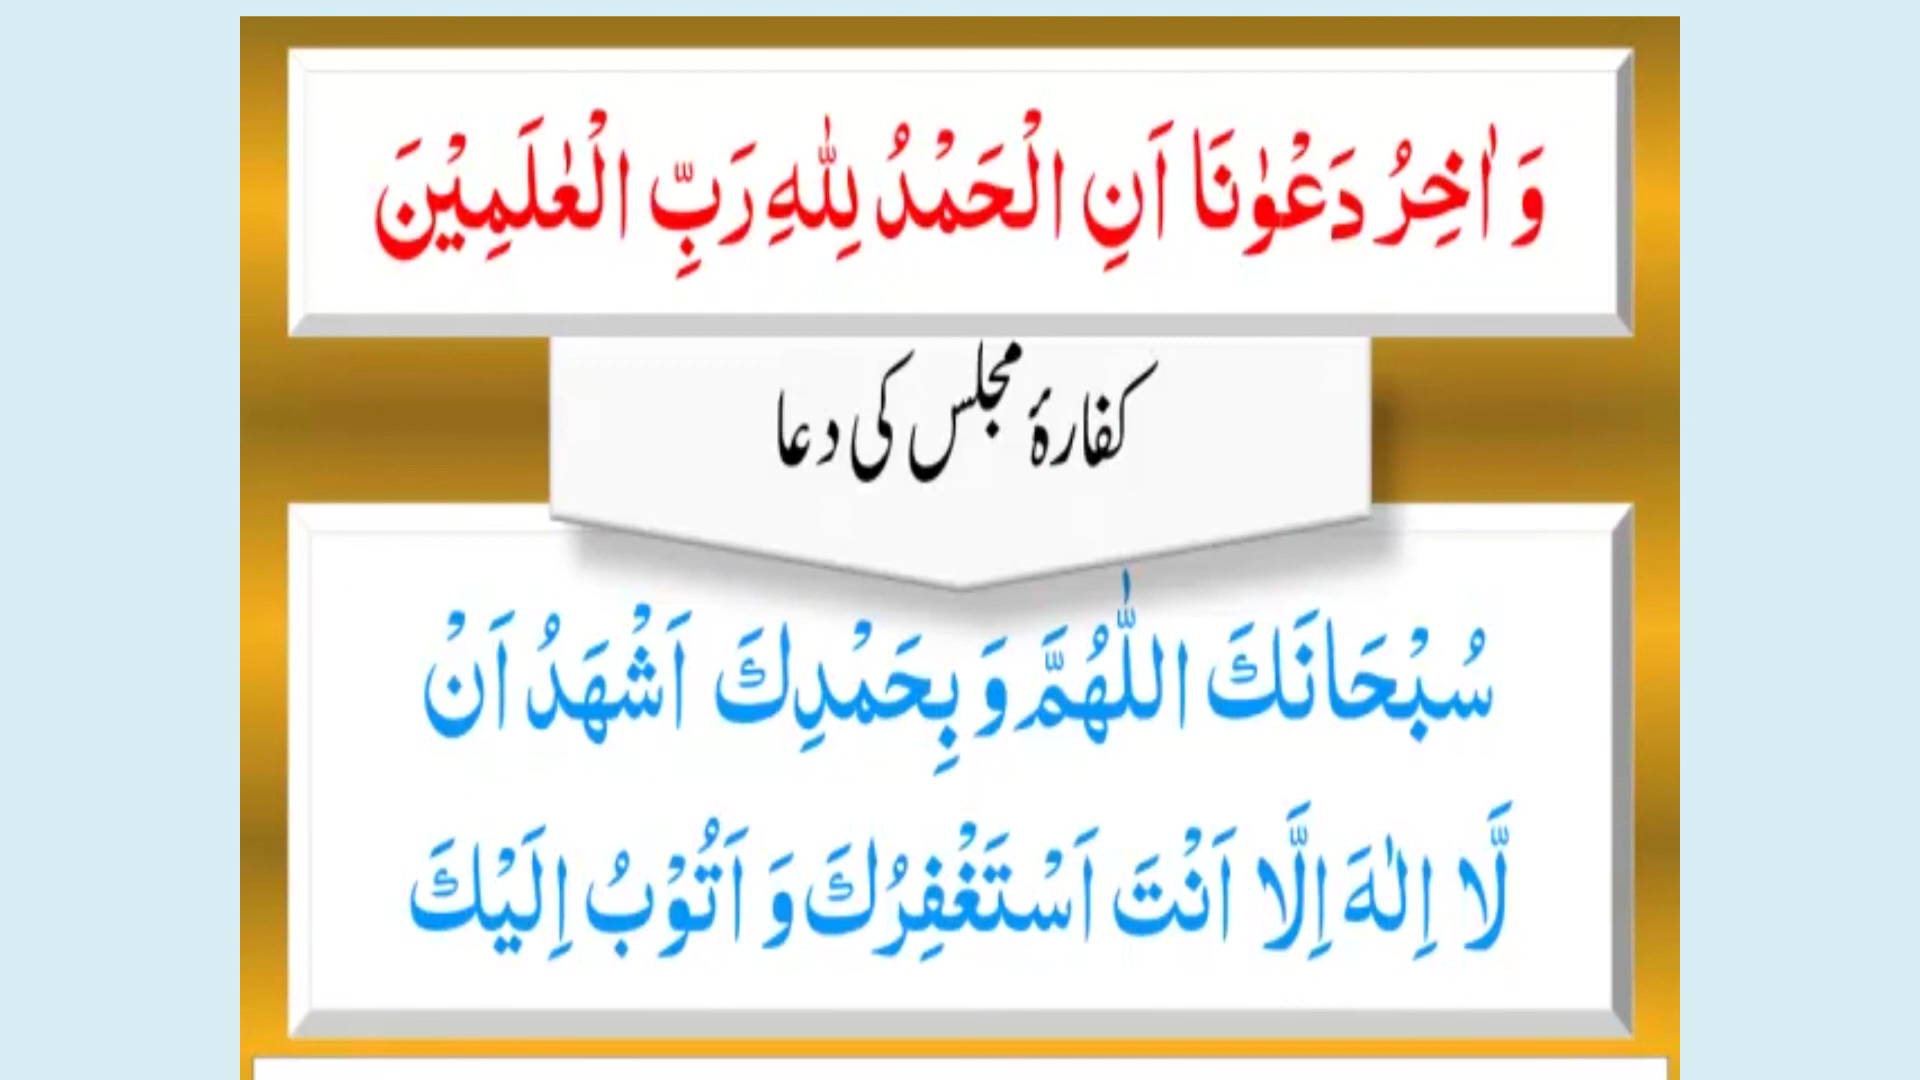 وَ اٰخِرُ دَعْوٰنَا اَنِ الْحَمْدُ لِلّٰهِ رَبِّ الْعٰلَمِيْنَ
کفارۂ مجلس کی دعا
سُبْحَانَكَ اللّٰهُمَّ وَ بِحَمْدِكَ اَشْهَدُ اَنْ
لَّا اِلٰهَ اِلَّا اَنْتَ اَسْتَغْفِرُكَ وَ اَتُوْبُ اِلَيْكَ